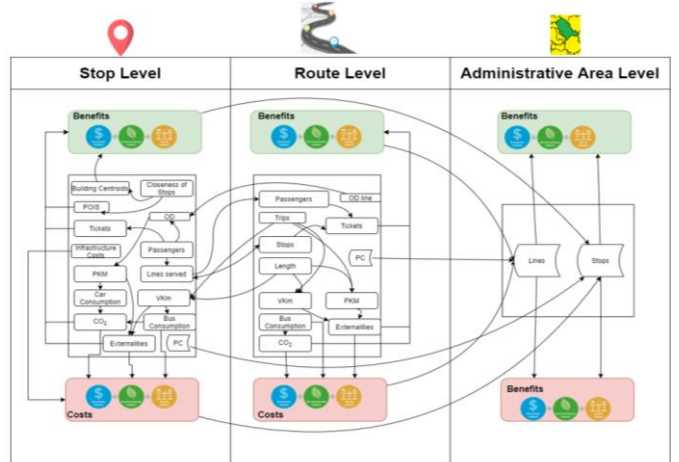 Stop Level
Route Level
Administrative Area Level
Benefits
Building Centroids
Closeness of
Stops
POIS
OD
Tickets
Infrastructure
Costs
Passengers
PKM
Lines served
Car
Consumption
VKm
CO2
Bus
Consumption
Externalities
PC
Costs
Benefits
Passengers
OD line
Trips
Tickets
Stops
PC
Length
VKm
PKM
Bus
Consumption
Externalities
CO2
Costs
Benefits
Lines
Stops
Benefits